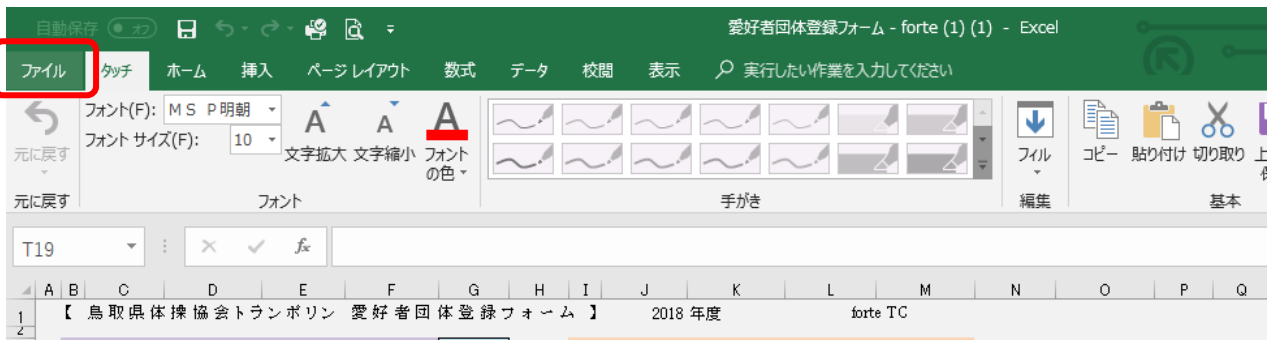 自動保存 オフ 愛好者団体登録フォーム - forte (1) (1) - Excel
ファイル タッチ ホーム 挿入 ページ レイアウト 数式 データ 校閲 表示 実行したい作業を入力してください
フォント(F): ＭＳ Ｐ明朝
フォント サイズ(F): 10
元に戻す 文字拡大 文字縮小 フォントの色 フィル コピー 貼り付け 切り取り
元に戻す フォント 手がき 編集 基本
T19 fx
A B C D E F G H I J K L M N O P Q
1 【 鳥取県体操協会トランポリン 愛好者団体登録フォーム 】 2018 年度 forte TC
2